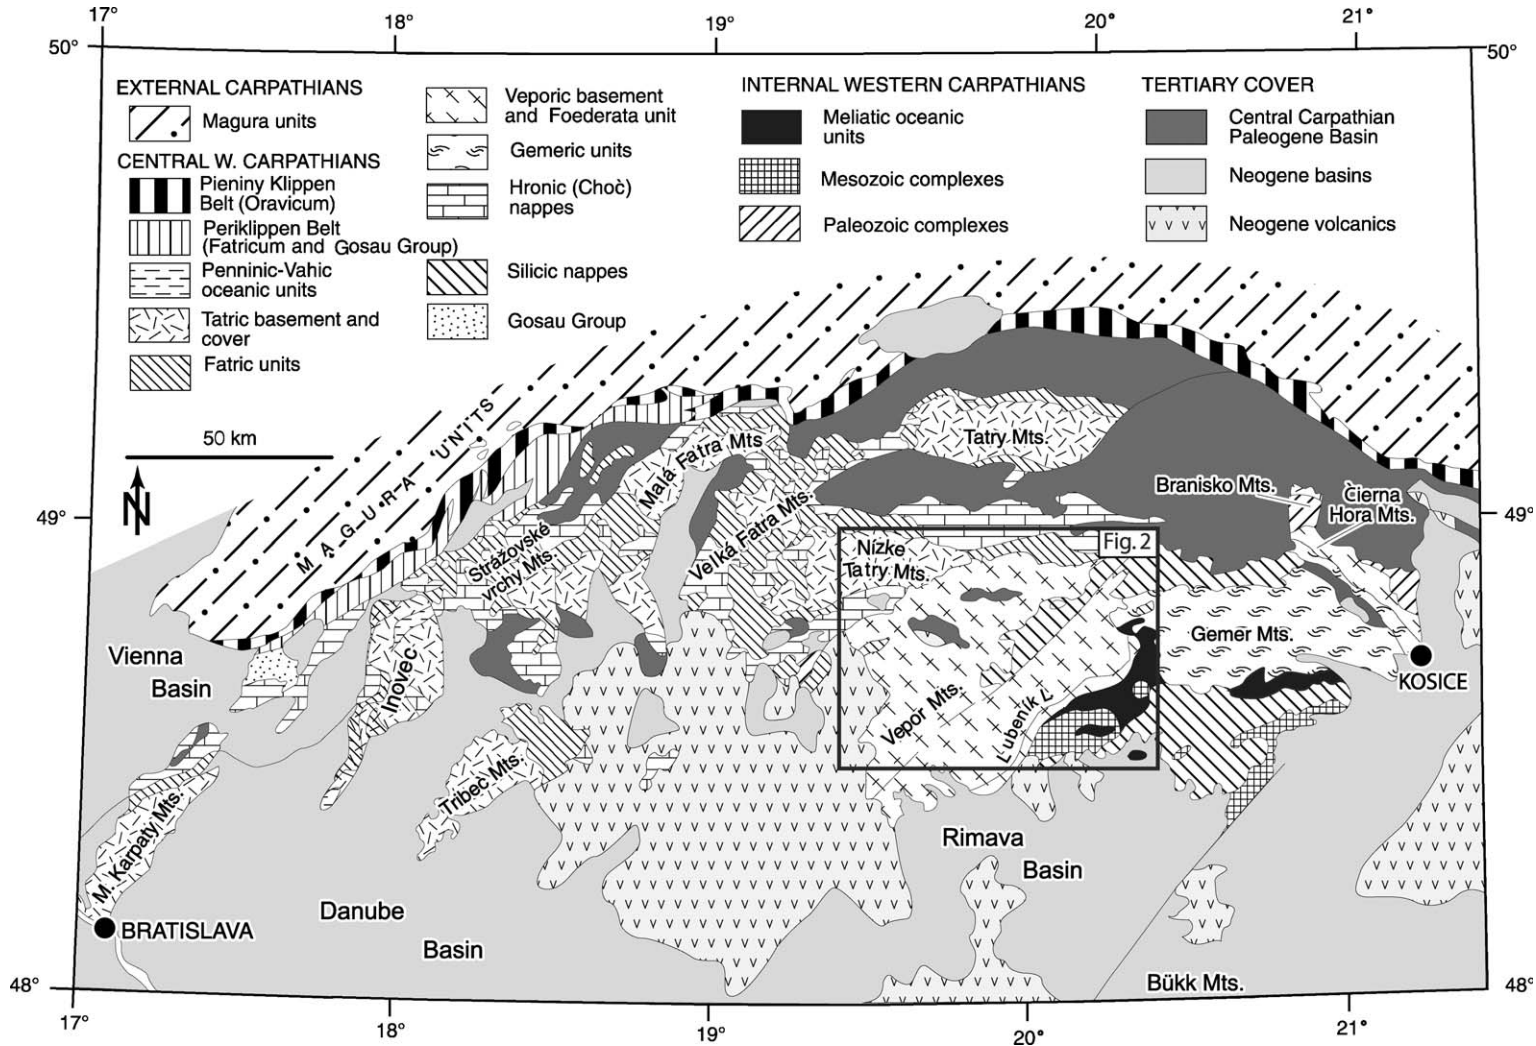 17°
18°
19°
20°
21°
50°
50°
EXTERNAL CARPATHIANS
Magura units
CENTRAL W. CARPATHIANS
Pieniny Klippen
Belt (Oravicum)
Periklippen Belt
(Fatricum and Gosau Group)
Penninic-Vahic
oceanic units
Tatric basement and
cover
Fatric units
Veporic basement
and Foederata unit
Gemeric units
Hronic (Choč)
nappes
Silicic nappes
Gosau Group
INTERNAL WESTERN CARPATHIANS
Meliatic oceanic
units
Mesozoic complexes
Paleozoic complexes
TERTIARY COVER
Central Carpathian
Paleogene Basin
Neogene basins
Neogene volcanics
50 km
N
MAGURA UNITS
Tatry Mts.
Malá Fatra Mts
Branisko Mts.
Čierna
Hora Mts.
49°
49°
Veľká Fatra Mts.
Strážovské
vrchy Mts.
Nízke
Tatry Mts.
Fig.2
Gemer Mts.
Vienna
Basin
Inovec
KOSICE
Vepor Mts.
Lubeník L.
Tribeč Mts.
M. Karpaty Mts.
Rimava
Basin
BRATISLAVA
Danube
Basin
Bükk Mts.
48°
48°
17°
18°
19°
20°
21°